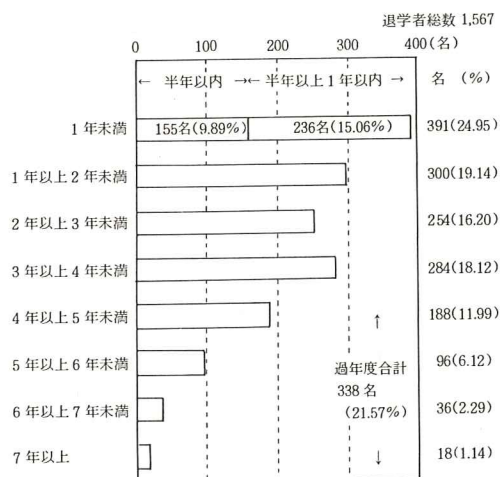 退学者総数 1,567
0 100 200 300 400(名)
← 半年以内 →← 半年以上1年以内 → 名 (%)
1年未満 155名(9.89%) 236名(15.06%) 391(24.95)
1年以上2年未満 300(19.14)
2年以上3年未満 254(16.20)
3年以上4年未満 284(18.12)
4年以上5年未満 ↑ 188(11.99)
5年以上6年未満 96(6.12)
過年度合計
338名
6年以上7年未満 36(2.29)
(21.57%)
7年以上 ↓ 18(1.14)